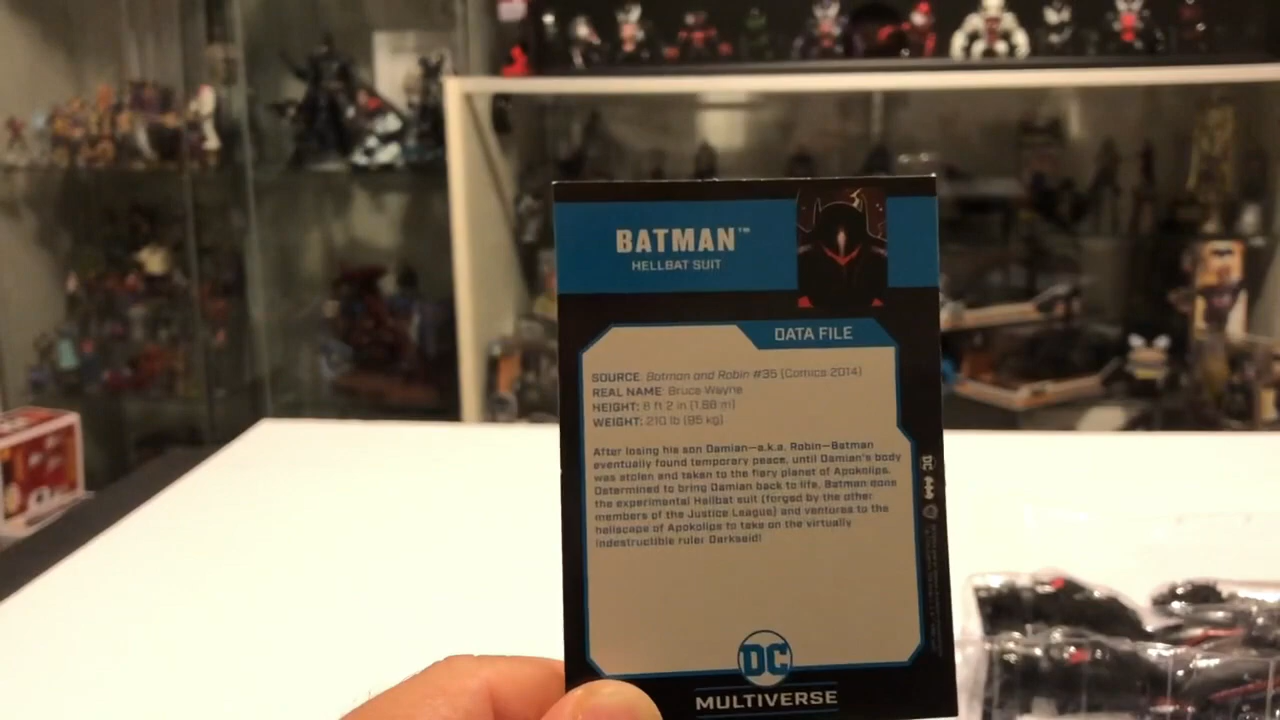 BATMAN™
HELLBAT SUIT
DATA FILE
SOURCE: Batman and Robin #35 (Comics 2014)
REAL NAME: Bruce Wayne
HEIGHT: 6 ft 2 in (1.88 m)
WEIGHT: 210 lb (95 kg)
After losing his son Damian—a.k.a. Robin—Batman
eventually found temporary peace, until Damian's body
was stolen and taken to the fiery planet of Apokolips.
Determined to bring Damian back to life, Batman dons
the experimental Hellbat suit (forged by the other
members of the Justice League) and ventures to the
hellscape of Apokolips to take on the virtually
indestructible ruler Darkseid!
DC
DC
MULTIVERSE